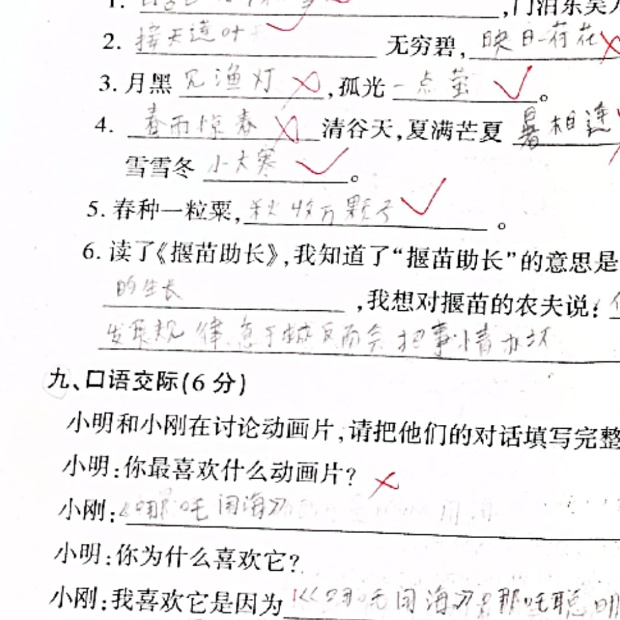 1.,门泊东吴
2. 接天莲叶 无穷碧,映日荷花
3. 月黑见渔灯,孤光一点萤。
4. 春雨惊春清谷天,夏满芒夏暑相连
雪雪冬小大寒。
5. 春种一粒粟,秋收万颗子。
6. 读了《揠苗助长》,我知道了“揠苗助长”的意思是
的生长,我想对揠苗的农夫说:
发展规律,急于求成反而会把事情办坏
九、口语交际(6分)
小明和小刚在讨论动画片,请把他们的对话填写完整
小明:你最喜欢什么动画片?
小刚:《哪吒闹海》
小明:你为什么喜欢它?
小刚:我喜欢它是因为《哪吒闹海》哪吒聪明